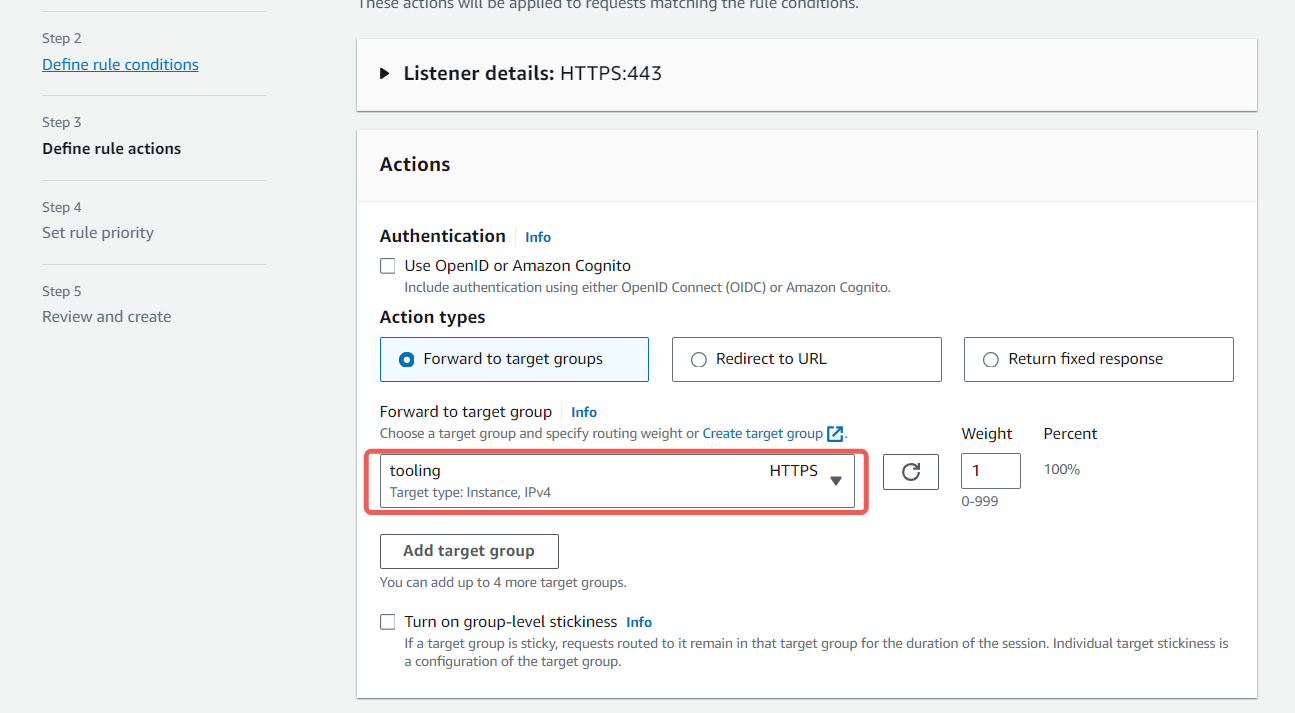 These actions will be applied to requests matching the rule conditions.
Step 2
Define rule conditions
Step 3
Define rule actions
Step 4
Set rule priority
Step 5
Review and create
Listener details: HTTPS:443
Actions
Authentication Info
Use OpenID or Amazon Cognito
Include authentication using either OpenID Connect (OIDC) or Amazon Cognito.
Action types
Forward to target groups Redirect to URL Return fixed response
Forward to target group Info
Choose a target group and specify routing weight or Create target group. Weight Percent
tooling HTTPS 1 100%
Target type: Instance, IPv4
0-999
Add target group
You can add up to 4 more target groups.
Turn on group-level stickiness Info
If a target group is sticky, requests routed to it remain in that target group for the duration of the session. Individual target stickiness is
a configuration of the target group.